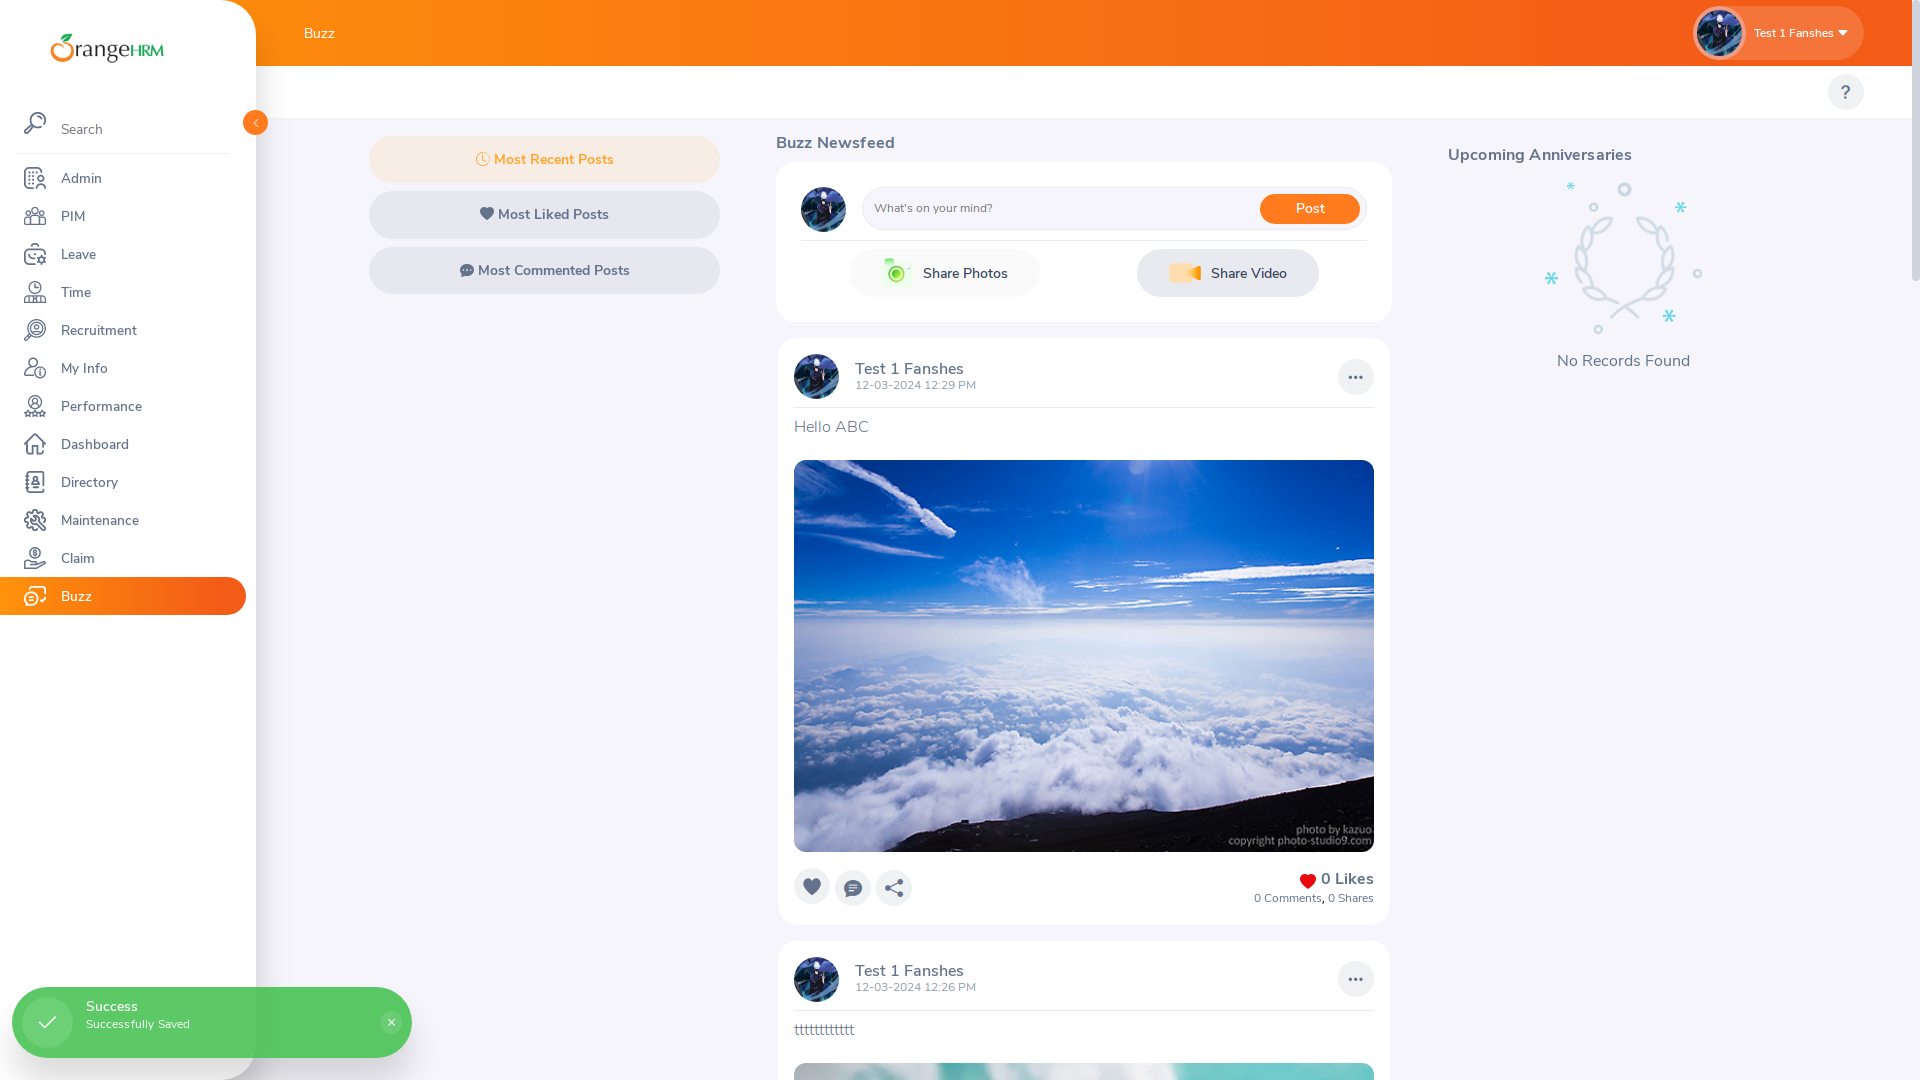 OrangeHRM
Search
Admin
PIM
Leave
Time
Recruitment
My Info
Performance
Dashboard
Directory
Maintenance
Claim
Buzz
Buzz
Test 1 Fanshes
?
Most Recent Posts
Most Liked Posts
Most Commented Posts
Buzz Newsfeed
What's on your mind?
Post
Share Photos
Share Video
Test 1 Fanshes
12-03-2024 12:29 PM
Hello ABC
photo by kazuo
copyright photo-studio9.com
0 Likes
0 Comments, 0 Shares
Test 1 Fanshes
12-03-2024 12:26 PM
tttttttttttt
Upcoming Anniversaries
No Records Found
Success
Successfully Saved